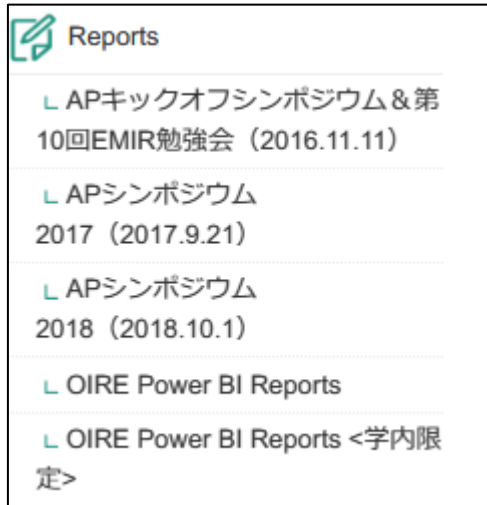 Reports
APキックオフシンポジウム＆第
10回EMIR勉強会（2016.11.11）
APシンポジウム
2017（2017.9.21）
APシンポジウム
2018（2018.10.1）
OIRE Power BI Reports
OIRE Power BI Reports <学内限
定>